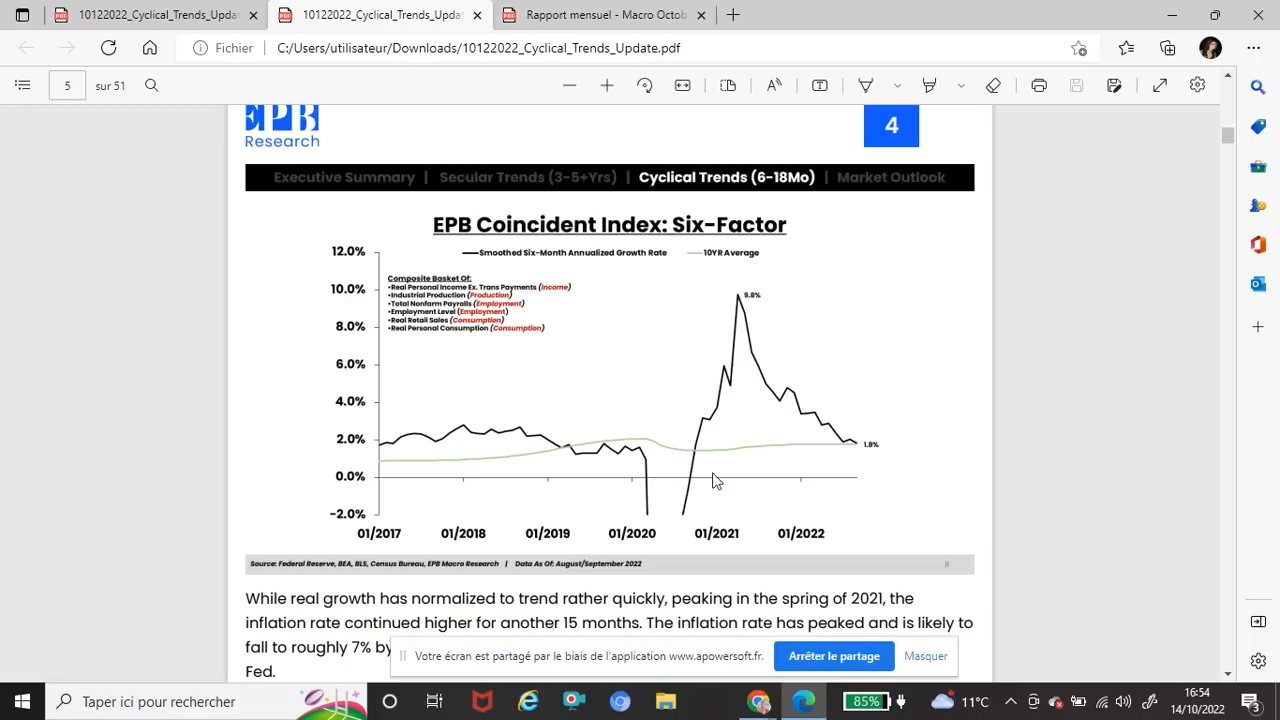 10122022_Cyclical_Trends_Updat
10122022_Cyclical_Trends_Updat
Slides - Macro Octob
Fichier
C:/Users/utilisateur/Downloads/10122022_Cyclical_Trends_Update.pdf
5 sur 51
EPB
Research
4
Executive Summary | Secular Trends (3-5+Yrs) | Cyclical Trends (6-18Mo) | Market Outlook
EPB Coincident Index: Six-Factor
12.0%
Smoothed Six-Month Annualized Growth Rate
10YR Average
Composite Basket Of:
•Real Personal Income Ex. Trans Payments (Income)
•Industrial Production (Production)
•Total Nonfarm Payrolls (Employment)
•Employment Level (Employment)
•Real Retail Sales (Consumption)
•Real Personal Consumption (Consumption)
10.0%
9.8%
8.0%
6.0%
4.0%
2.0%
1.8%
0.0%
-2.0%
01/2017 01/2018 01/2019 01/2020 01/2021 01/2022
Source: Federal Reserve, BEA, BLS, Census Bureau, EPB Macro Research | Data As Of: August/September 2022
8
While real growth has normalized to trend rather quickly, peaking in the spring of 2021, the
inflation rate continued higher for another 15 months. The inflation rate has peaked and is likely to
fall to roughly 7% by
Fed.
Votre écran est partagé par le biais de l'application www.apowersoft.fr.
Arrêter le partage
Masquer
Taper ici pour rechercher
85%
11°C
16:54
14/10/2022
3